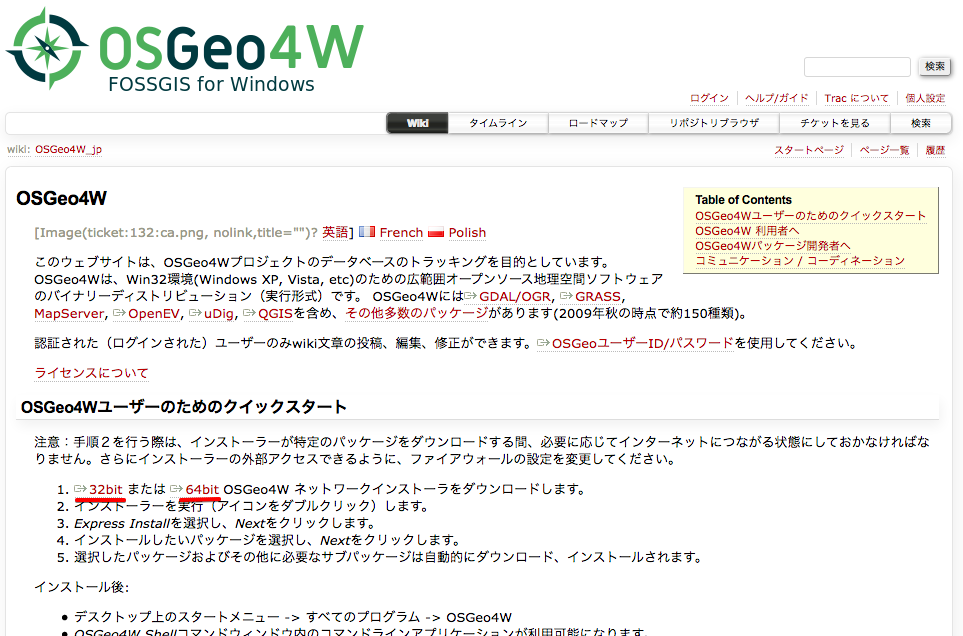 OSGeo4W
FOSSGIS for Windows
検索
ログイン ヘルプ/ガイド Trac について 個人設定
Wiki タイムライン ロードマップ リポジトリブラウザ チケットを見る 検索
wiki: OSGeo4W_jp
スタートページ ページ一覧 履歴
OSGeo4W
[Image(ticket:132:ca.png, nolink,title="")? 英語] French Polish
Table of Contents
OSGeo4Wユーザーのためのクイックスタート
OSGeo4W 利用者へ
OSGeo4Wパッケージ開発者へ
コミュニケーション / コーディネーション
このウェブサイトは、OSGeo4Wプロジェクトのデータベースのトラッキングを目的としています。
OSGeo4Wは、Win32環境(Windows XP, Vista, etc)のための広範囲オープンソース地理空間ソフトウェア
のバイナリーディストリビューション（実行形式）です。 OSGeo4WにはGDAL/OGR, GRASS,
MapServer, OpenEV, uDig, QGISを含め、その他多数のパッケージがあります(2009年秋の時点で約150種類)。
認証された（ログインされた）ユーザーのみwiki文章の投稿、編集、修正ができます。 OSGeoユーザーID/パスワードを使用してください。
ライセンスについて
OSGeo4Wユーザーのためのクイックスタート
注意：手順２を行う際は、インストーラーが特定のパッケージをダウンロードする間、必要に応じてインターネットにつながる状態にしておかなければな
りません。さらにインストーラーの外部アクセスできるように、ファイアウォールの設定を変更してください。
1. 32bit または 64bit OSGeo4W ネットワークインストーラをダウンロードします。
2. インストーラーを実行（アイコンをダブルクリック）します。
3. Express Installを選択し、Nextをクリックします。
4. インストールしたいパッケージを選択し、Nextをクリックします。
5. 選択したパッケージおよびその他に必要なサブパッケージは自動的にダウンロード、インストールされます。
インストール後:
• デスクトップ上のスタートメニュー -> すべてのプログラム -> OSGeo4W
• OSGeo4W Shellコマンドウィンドウ内のコマンドラインアプリケーションが利用可能になります。